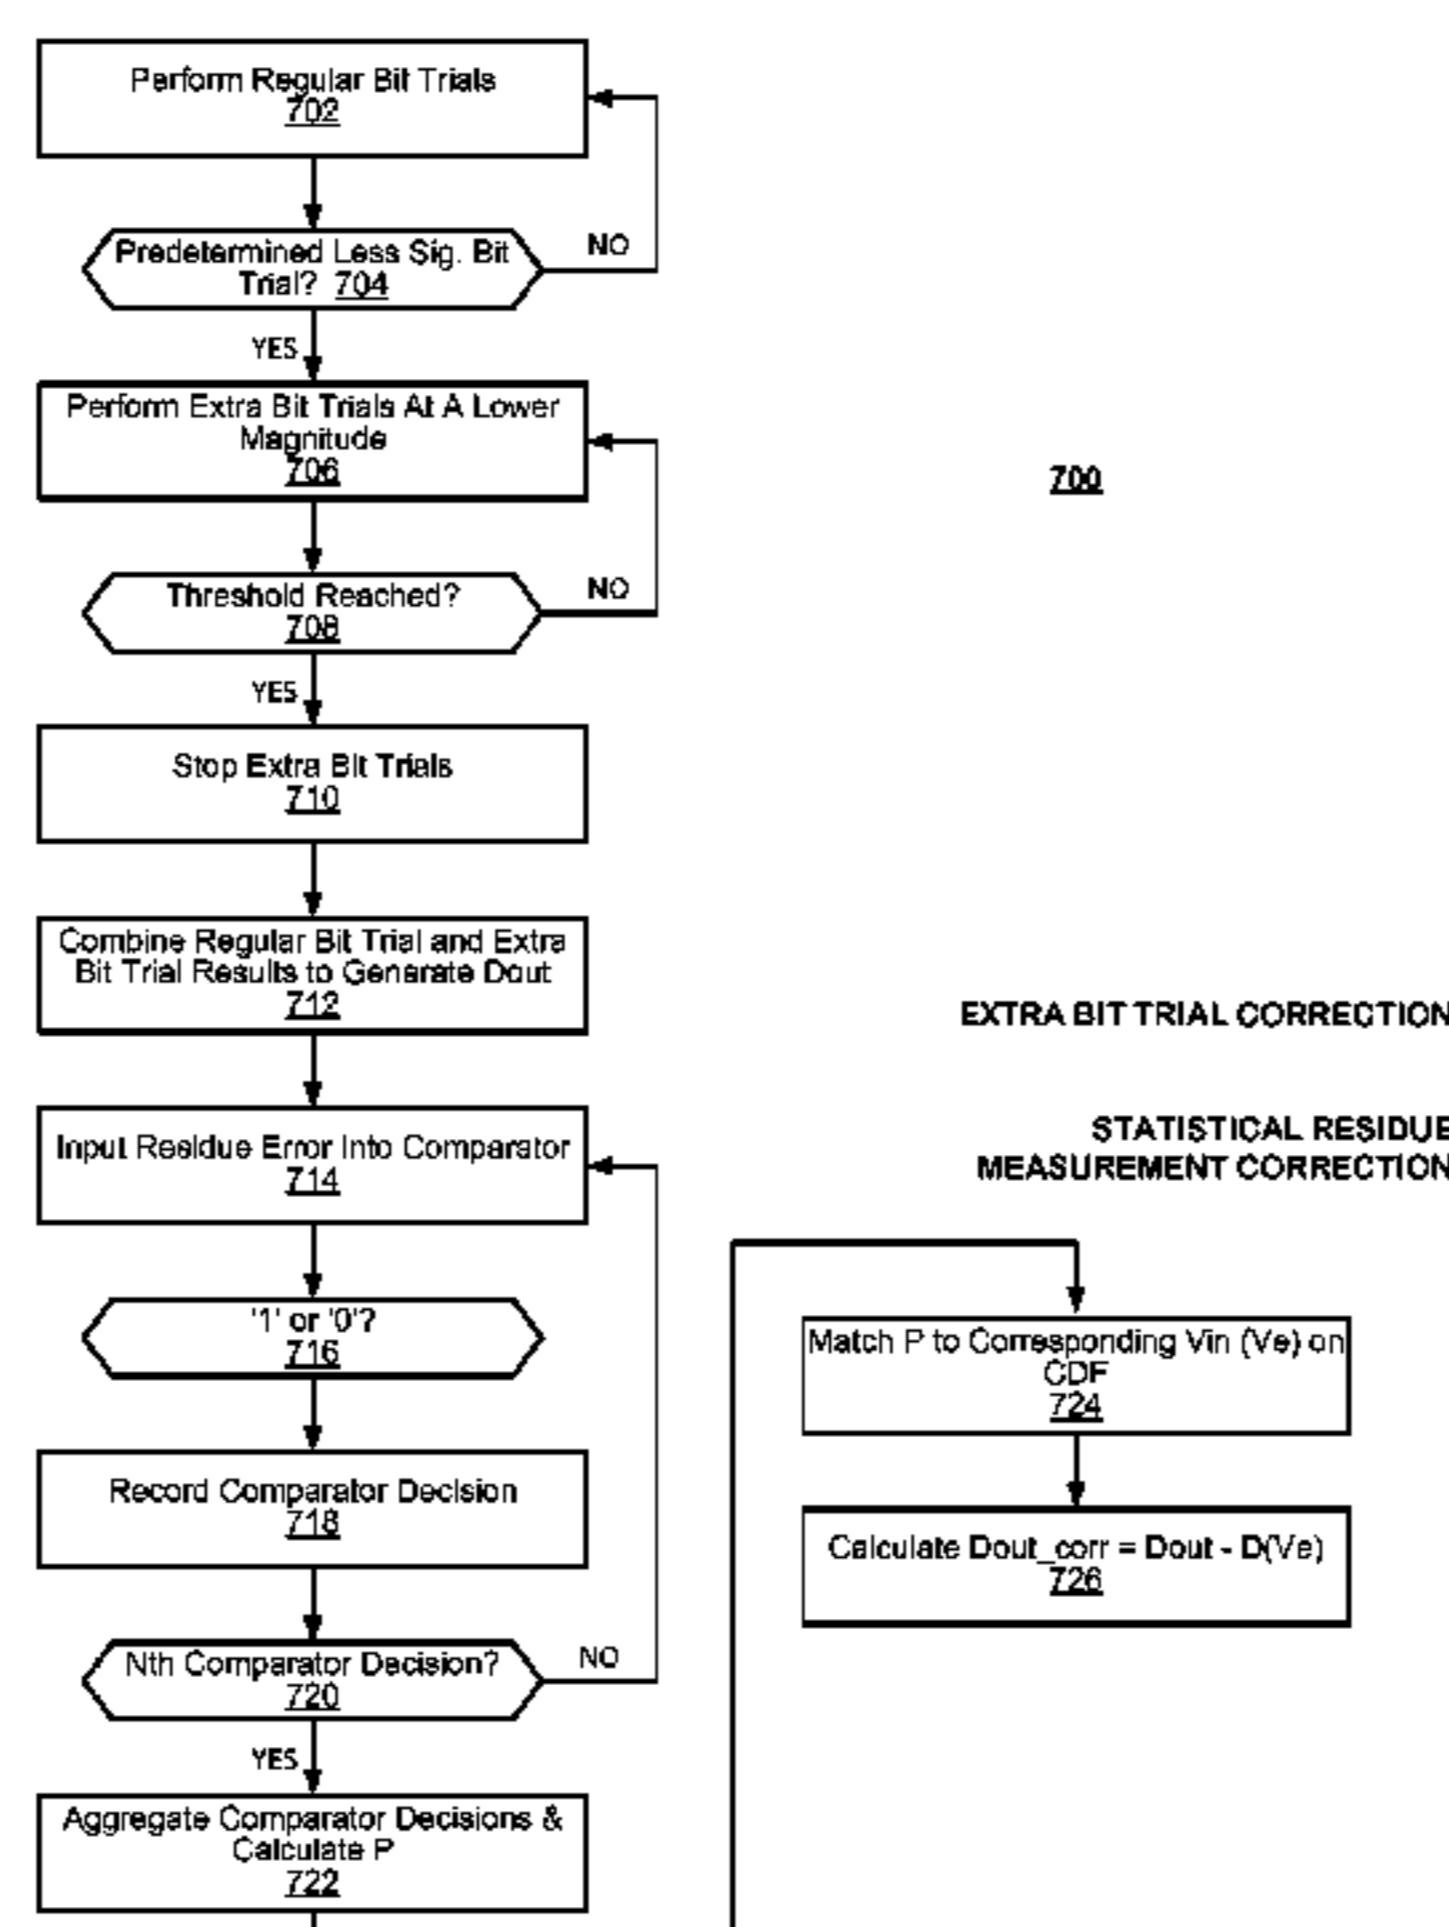 Perform Regular Bit Trials
702
Predetermined Less Sig. Bit
Trial? 704
NO
YES
Perform Extra Bit Trials At A Lower
Magnitude
706
700
Threshold Reached?
708
NO
YES
Stop Extra Bit Trials
710
Combine Regular Bit Trial and Extra
Bit Trial Results to Generate Dout
712
EXTRA BIT TRIAL CORRECTION
STATISTICAL RESIDUE
MEASUREMENT CORRECTION
Input Residue Error Into Comparator
714
'1' or '0'?
716
Record Comparator Decision
718
Nth Comparator Decision?
720
NO
YES
Aggregate Comparator Decisions &
Calculate P
722
Match P to Corresponding Vin (Ve) on
CDF
724
Calculate Dout_corr = Dout - D(Ve)
726